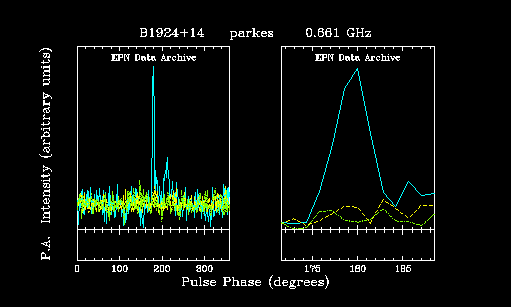 B1924+14 parkes 0.661 GHz
EPN Data Archive
EPN Data Archive
P.A. Intensity (arbitrary units)
0 100 200 300
175 180 185
Pulse Phase (degrees)